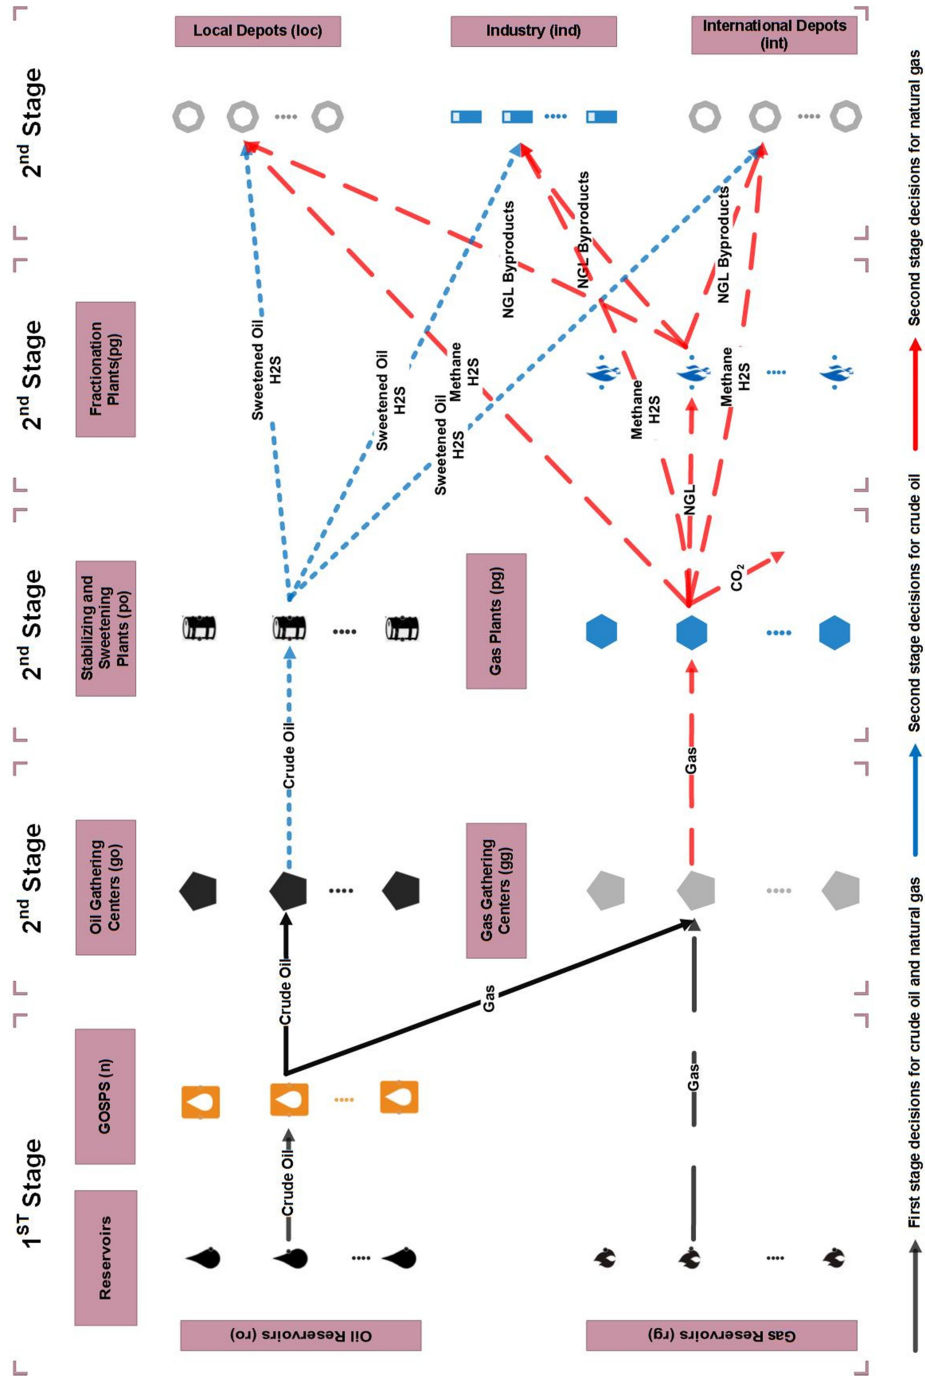 1ST Stage
2nd Stage
2nd Stage
2nd Stage
2nd Stage
Reservoirs
GOSPS (n)
Oil Gathering
Centers (go)
Stabilizing and
Sweetening
Plants (po)
Fractionation
Plants(pg)
Local Depots (loc)
Oil Reservoirs (ro)
Crude Oil
Crude Oil
Crude Oil
Sweetened Oil
H2S
Sweetened Oil
H2S
Sweetened Oil
H2S
Methane
H2S
Gas
Gas Gathering
Centers (gg)
Gas Plants (pg)
Industry (ind)
NGL Byproducts
NGL Byproducts
NGL Byproducts
Methane
H2S
Methane
H2S
Gas Reservoirs (rg)
Gas
Gas
NGL
CO2
International Depots
(int)
First stage decisions for crude oil and natural gas
Second stage decisions for crude oil
Second stage decisions for natural gas